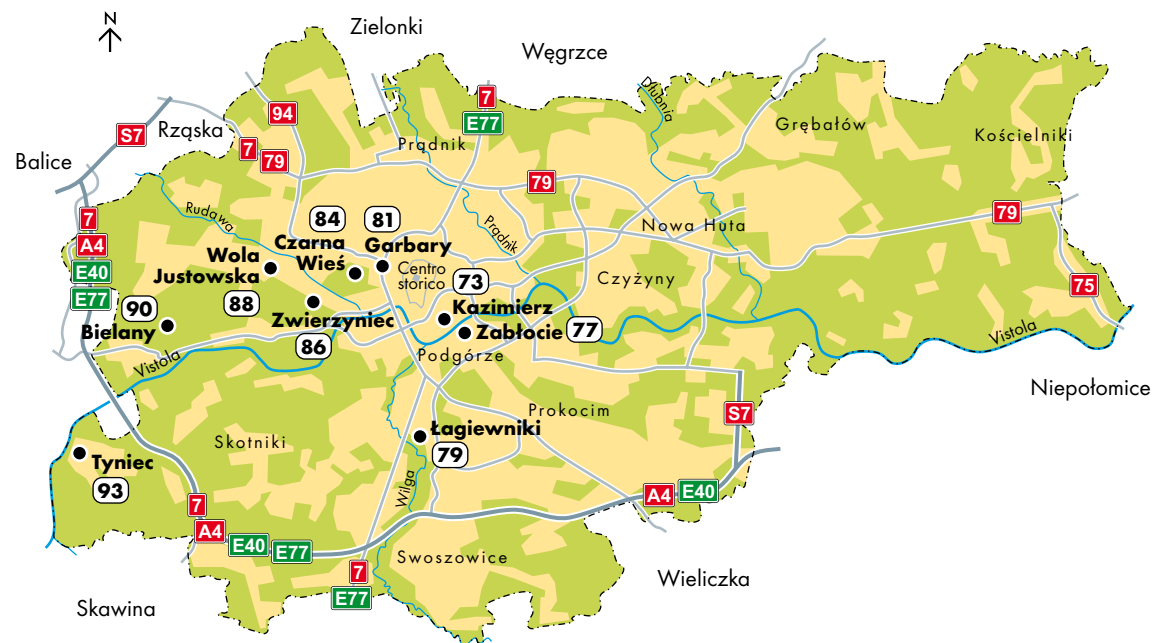 N
Zielonki
Węgrzce
7
E77
94
S7
Rząska
7
79
Balice
Prądnik
Dłubnia
Grębałów
Kościelniki
79
Rudawa
84
81
Prądnik
Nowa Huta
79
7
A4
E40
E77
Czarna
Wieś
Garbary
Wola
Justowska
Centro
storico
73
Czyżyny
75
88
90
Bielany
Zwierzyniec
86
Kazimierz
Zabłocie
77
Vistola
Vistola
Podgórze
Niepołomice
Prokocim
S7
Skotniki
Łagiewniki
79
Tyniec
93
Wilga
7
A4
E40
E77
A4
E40
Swoszowice
7
E77
Wieliczka
Skawina